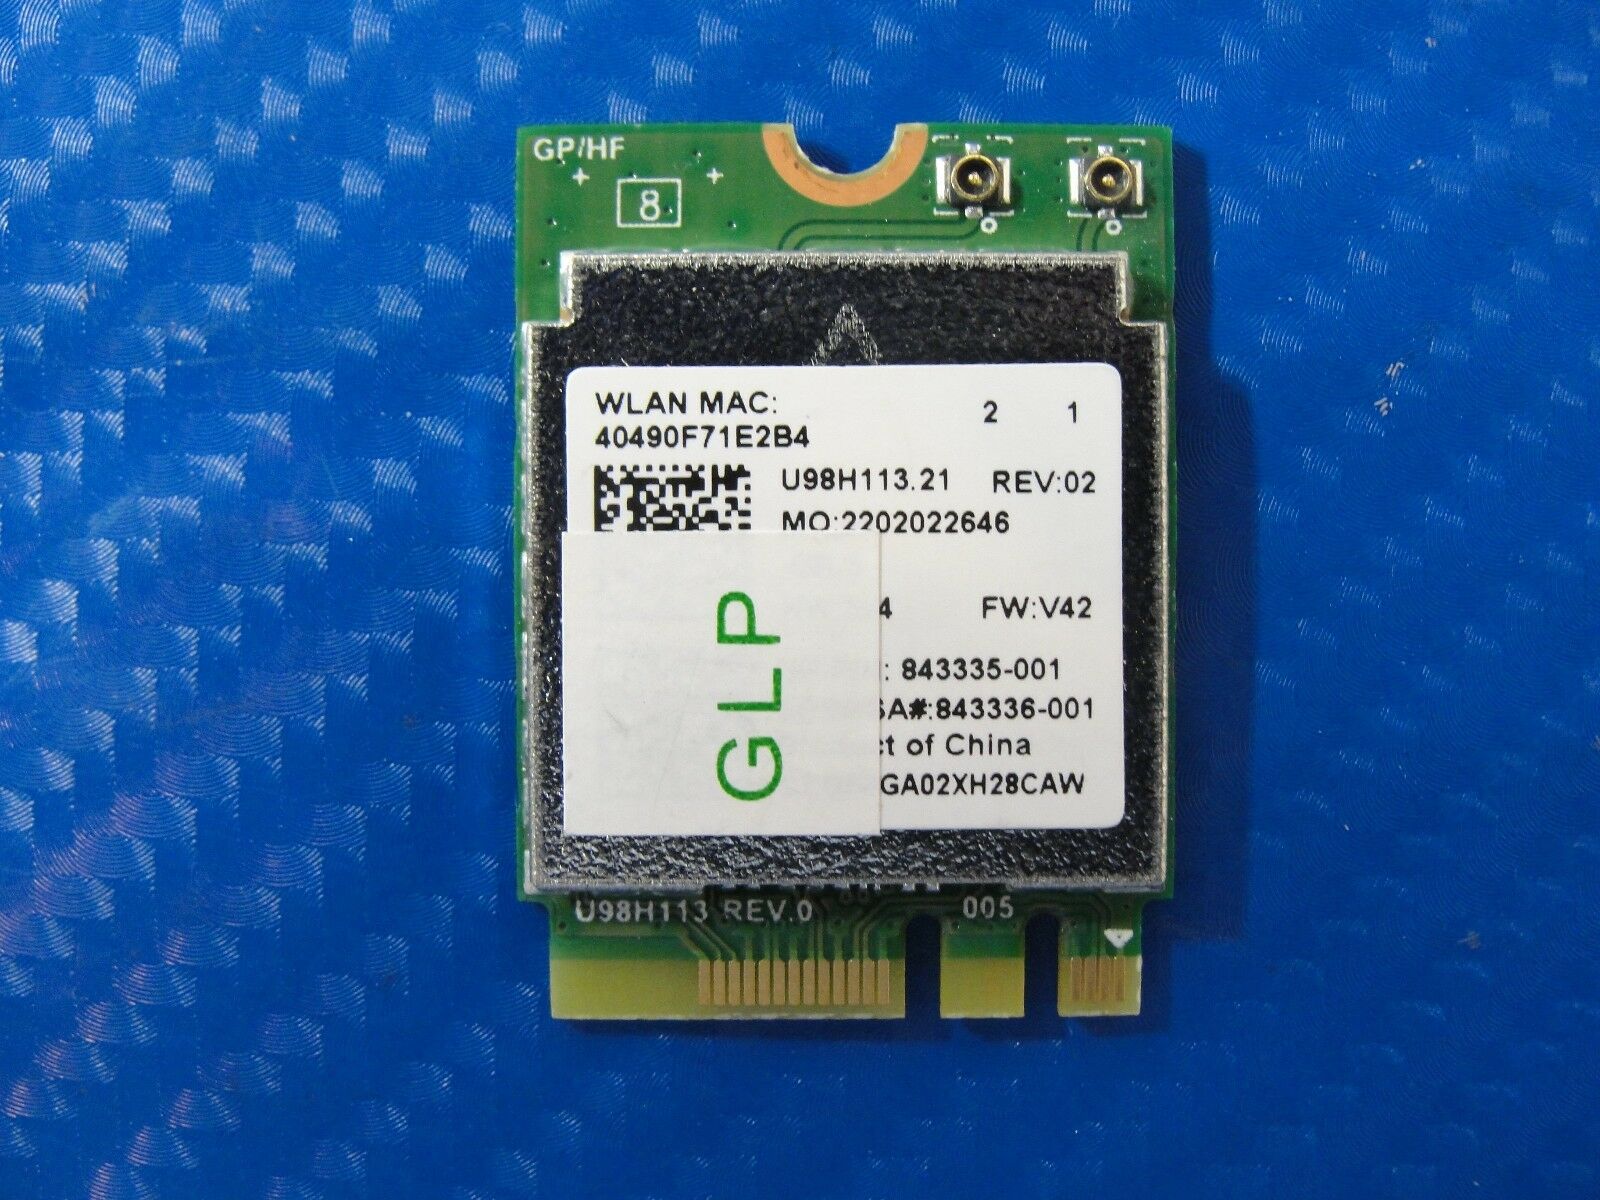 GP/HF
8
WLAN MAC:
40490F71E2B4
2 1
U98H113.21 REV:02
MO:2202022646
4 FW:V42
: 843335-001
SA#:843336-001
ct of China
GA02XH28CAW
GLP
U98H113 REV.0 005